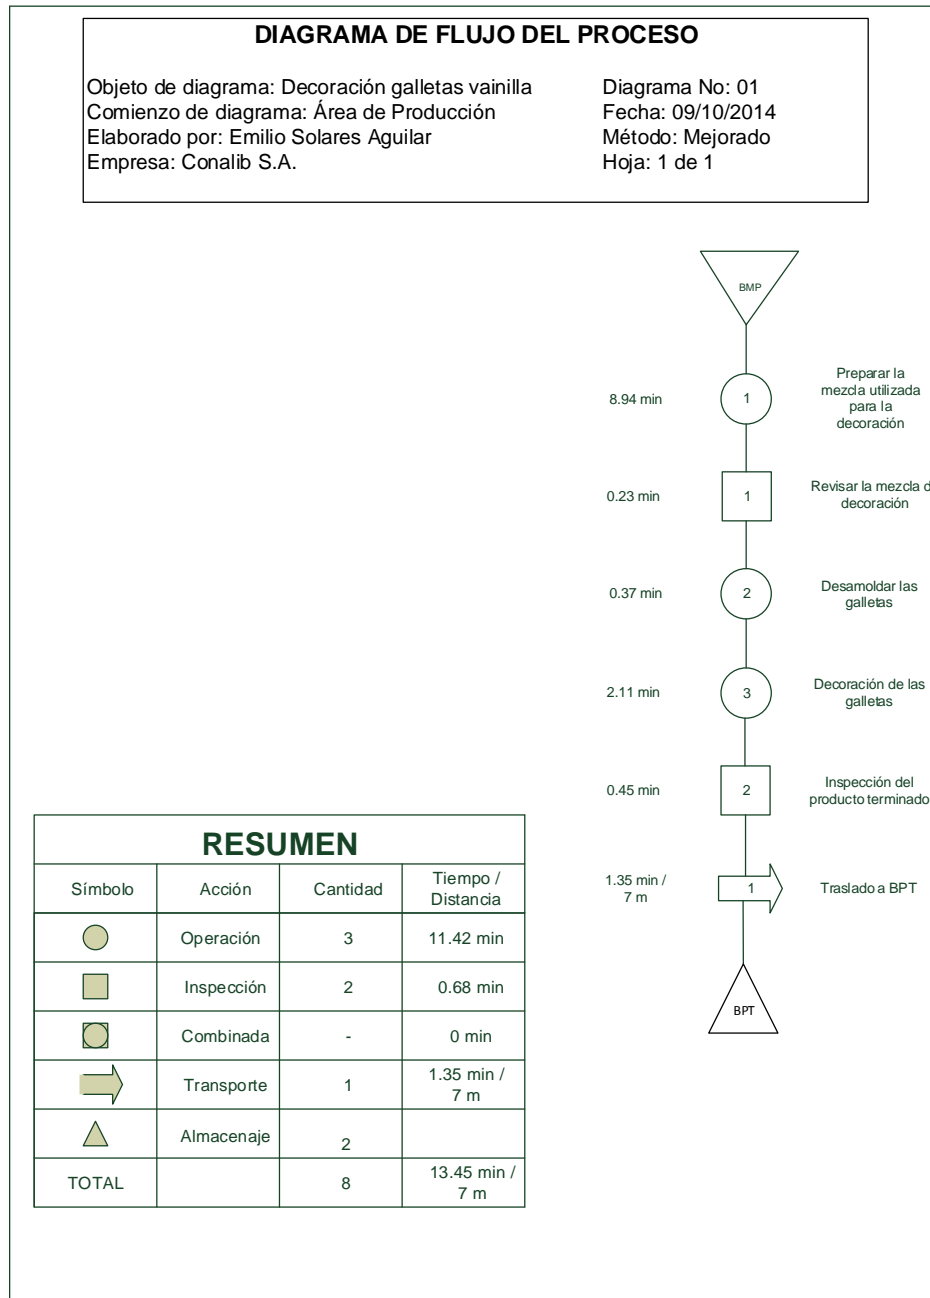 DIAGRAMA DE FLUJO DEL PROCESO
Objeto de diagrama: Decoración galletas vainilla
Comienzo de diagrama: Área de Producción
Elaborado por: Emilio Solares Aguilar
Empresa: Conalib S.A.
Diagrama No: 01
Fecha: 09/10/2014
Método: Mejorado
Hoja: 1 de 1
BMP
8.94 min
1
Preparar la
mezcla utilizada
para la
decoración
0.23 min
1
Revisar la mezcla d
decoración
0.37 min
2
Desamoldar las
galletas
2.11 min
3
Decoración de las
galletas
0.45 min
2
Inspección del
producto terminado
1.35 min /
7 m
1
Traslado a BPT
BPT
RESUMEN
Símbolo
Acción
Cantidad
Tiempo /
Distancia
Operación
3
11.42 min
Inspección
2
0.68 min
Combinada
-
0 min
Transporte
1
1.35 min /
7 m
Almacenaje
2
TOTAL
8
13.45 min /
7 m